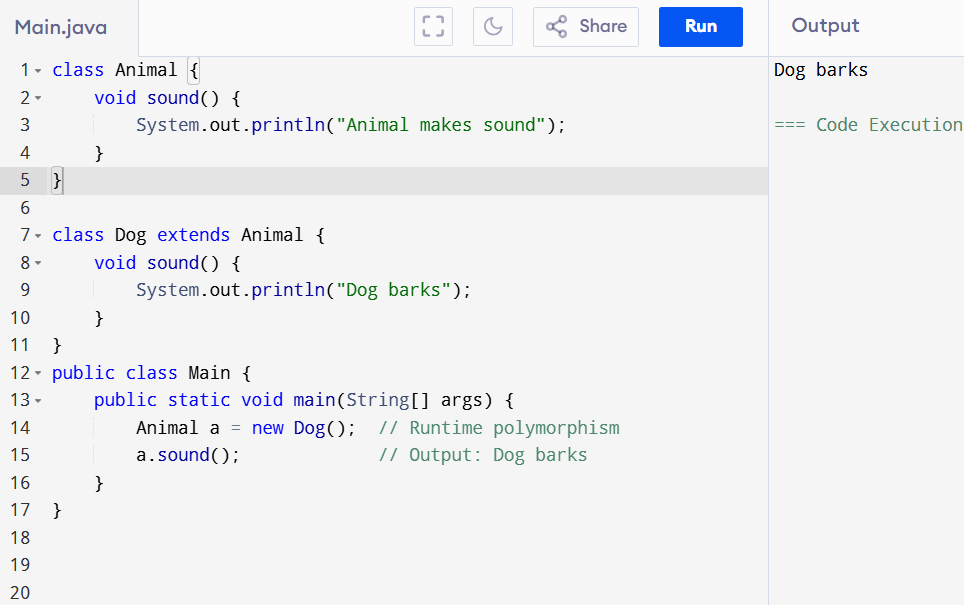 Main.java
Share
Run
Output
1 class Animal {
2     void sound() {
3         System.out.println("Animal makes sound");
4     }
5 }
6
7 class Dog extends Animal {
8     void sound() {
9         System.out.println("Dog barks");
10     }
11 }
12 public class Main {
13     public static void main(String[] args) {
14         Animal a = new Dog();  // Runtime polymorphism
15         a.sound();             // Output: Dog barks
16     }
17 }
18
19
20
Dog barks
=== Code Execution